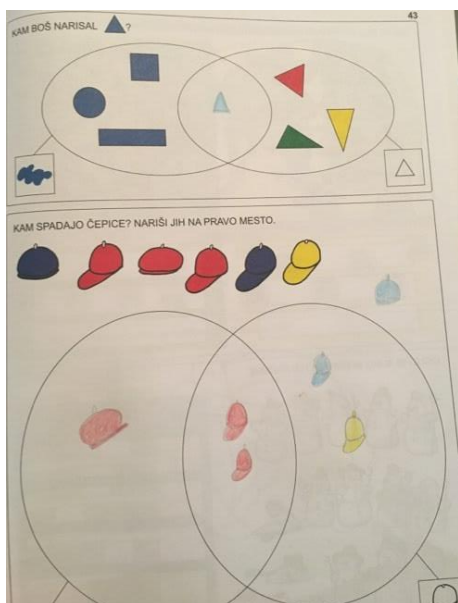 43
KAM BOŠ NARISAL ?
KAM SPADAJO ČEPICE? NARIŠI JIH NA PRAVO MESTO.